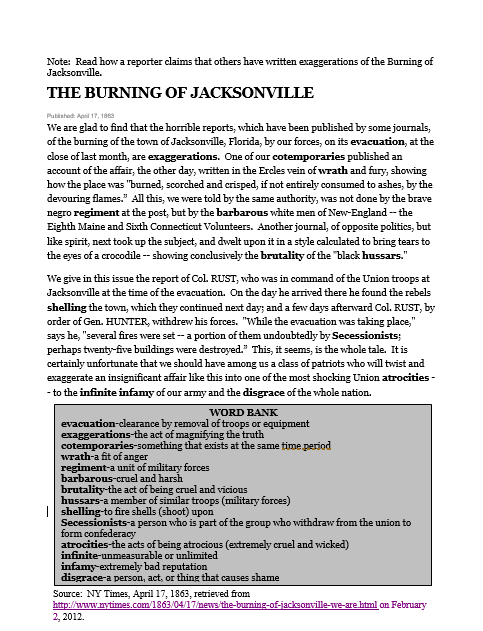 Note:  Read how a reporter claims that others have written exaggerations of the Burning of
Jacksonville.
THE BURNING OF JACKSONVILLE
Published: April 17, 1863
We are glad to find that the horrible reports, which have been published by some journals,
of the burning of the town of Jacksonville, Florida, by our forces, on its evacuation, at the
close of last month, are exaggerations.  One of our cotemporaries published an
account of the affair, the other day, written in the Ercles vein of wrath and fury, showing
how the place was "burned, scorched and crisped, if not entirely consumed to ashes, by the
devouring flames."  All this, we were told by the same authority, was not done by the brave
negro regiment at the post, but by the barbarous white men of New-England -- the
Eighth Maine and Sixth Connecticut Volunteers.  Another journal, of opposite politics, but
like spirit, next took up the subject, and dwelt upon it in a style calculated to bring tears to
the eyes of a crocodile -- showing conclusively the brutality of the "black hussars."
We give in this issue the report of Col. RUST, who was in command of the Union troops at
Jacksonville at the time of the evacuation.  On the day he arrived there he found the rebels
shelling the town, which they continued next day; and a few days afterward Col. RUST, by
order of Gen. HUNTER, withdrew his forces.  "While the evacuation was taking place,"
says he, "several fires were set -- a portion of them undoubtedly by Secessionists;
perhaps twenty-five buildings were destroyed."  This, it seems, is the whole tale.  It is
certainly unfortunate that we should have among us a class of patriots who will twist and
exaggerate an insignificant affair like this into one of the most shocking Union atrocities -
- to the infinite infamy of our army and the disgrace of the whole nation.
WORD BANK
evacuation-clearance by removal of troops or equipment
exaggerations-the act of magnifying the truth
cotemporaries-something that exists at the same time period
wrath-a fit of anger
regiment-a unit of military forces
barbarous-cruel and harsh
brutality-the act of being cruel and vicious
hussars-a member of similar troops (military forces)
shelling-to fire shells (shoot) upon
Secessionists-a person who is part of the group who withdraw from the union to
form confederacy
atrocities-the acts of being atrocious (extremely cruel and wicked)
infinite-unmeasurable or unlimited
infamy-extremely bad reputation
disgrace-a person, act, or thing that causes shame
Source:  NY Times, April 17, 1863, retrieved from
http://www.nytimes.com/1863/04/17/news/the-burning-of-jacksonville-we-are.html on February
2, 2012.